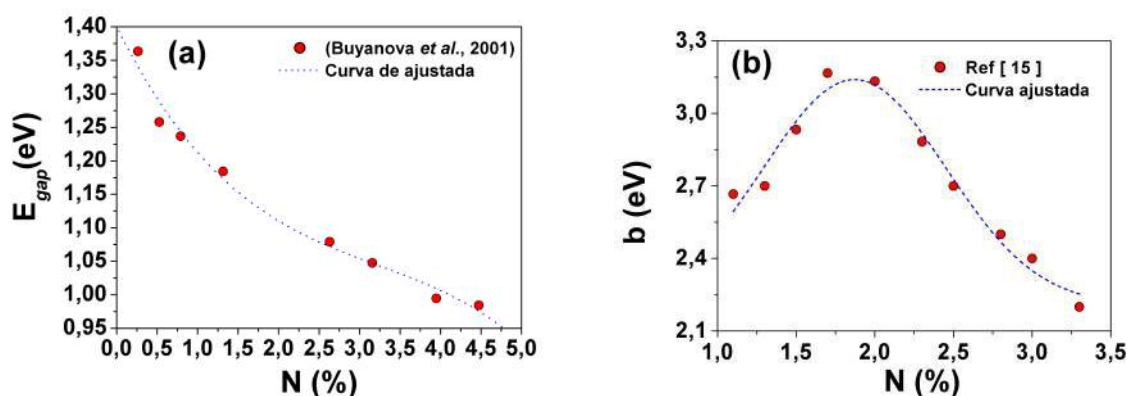 1,40
1,35
1,30
1,25
1,20
1,15
1,10
1,05
1,00
0,95
E gap (eV)
(a)
(Buyanova et al., 2001)
Curva de ajustada
0,0 0,5 1,0 1,5 2,0 2,5 3,0 3,5 4,0 4,5 5,0
N (%)
3,3
3,0
2,7
2,4
2,1
b (eV)
(b)
Ref [ 15 ]
Curva ajustada
1,0 1,5 2,0 2,5 3,0 3,5
N (%)